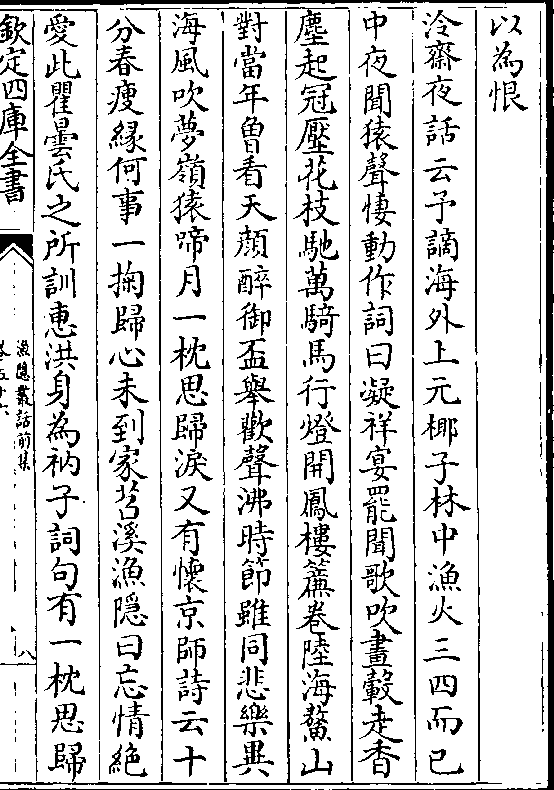 以為恨
泠齋夜話云予謫海外上元椰子林中漁火三四而已
中夜聞猿聲悽動作詞曰凝祥宴罷聞歌吹畫轂走香
塵起冠壓花枝馳萬騎馬行燈開鳳樓簾卷陸海鰲山
對當年曾看天顔醉御盃舉歡聲沸時節雖同悲樂異
海風吹夢嶺猿啼月一枕思歸淚又有懷京師詩云十
分春瘦緣何事一掬歸心未到家苕溪漁隐曰忘情絶
愛此瞿曇氏之所訓惠洪身為衲子詞句有一枕思歸
欽定四庫全書
漁隱叢話前集
卷五十六
八